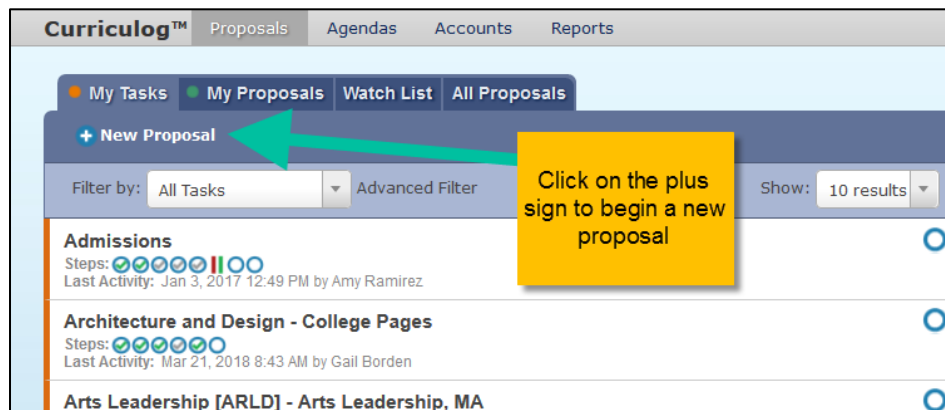 Curriculog™ Proposals Agendas Accounts Reports
My Tasks My Proposals Watch List All Proposals
New Proposal
Click on the plus
sign to begin a new
proposal
Filter by: All Tasks Advanced Filter Show: 10 results
Admissions
Steps:
Last Activity: Jan 3, 2017 12:49 PM by Amy Ramirez
Architecture and Design - College Pages
Steps:
Last Activity: Mar 21, 2018 8:43 AM by Gail Borden
Arts Leadership [ARLD] - Arts Leadership, MA